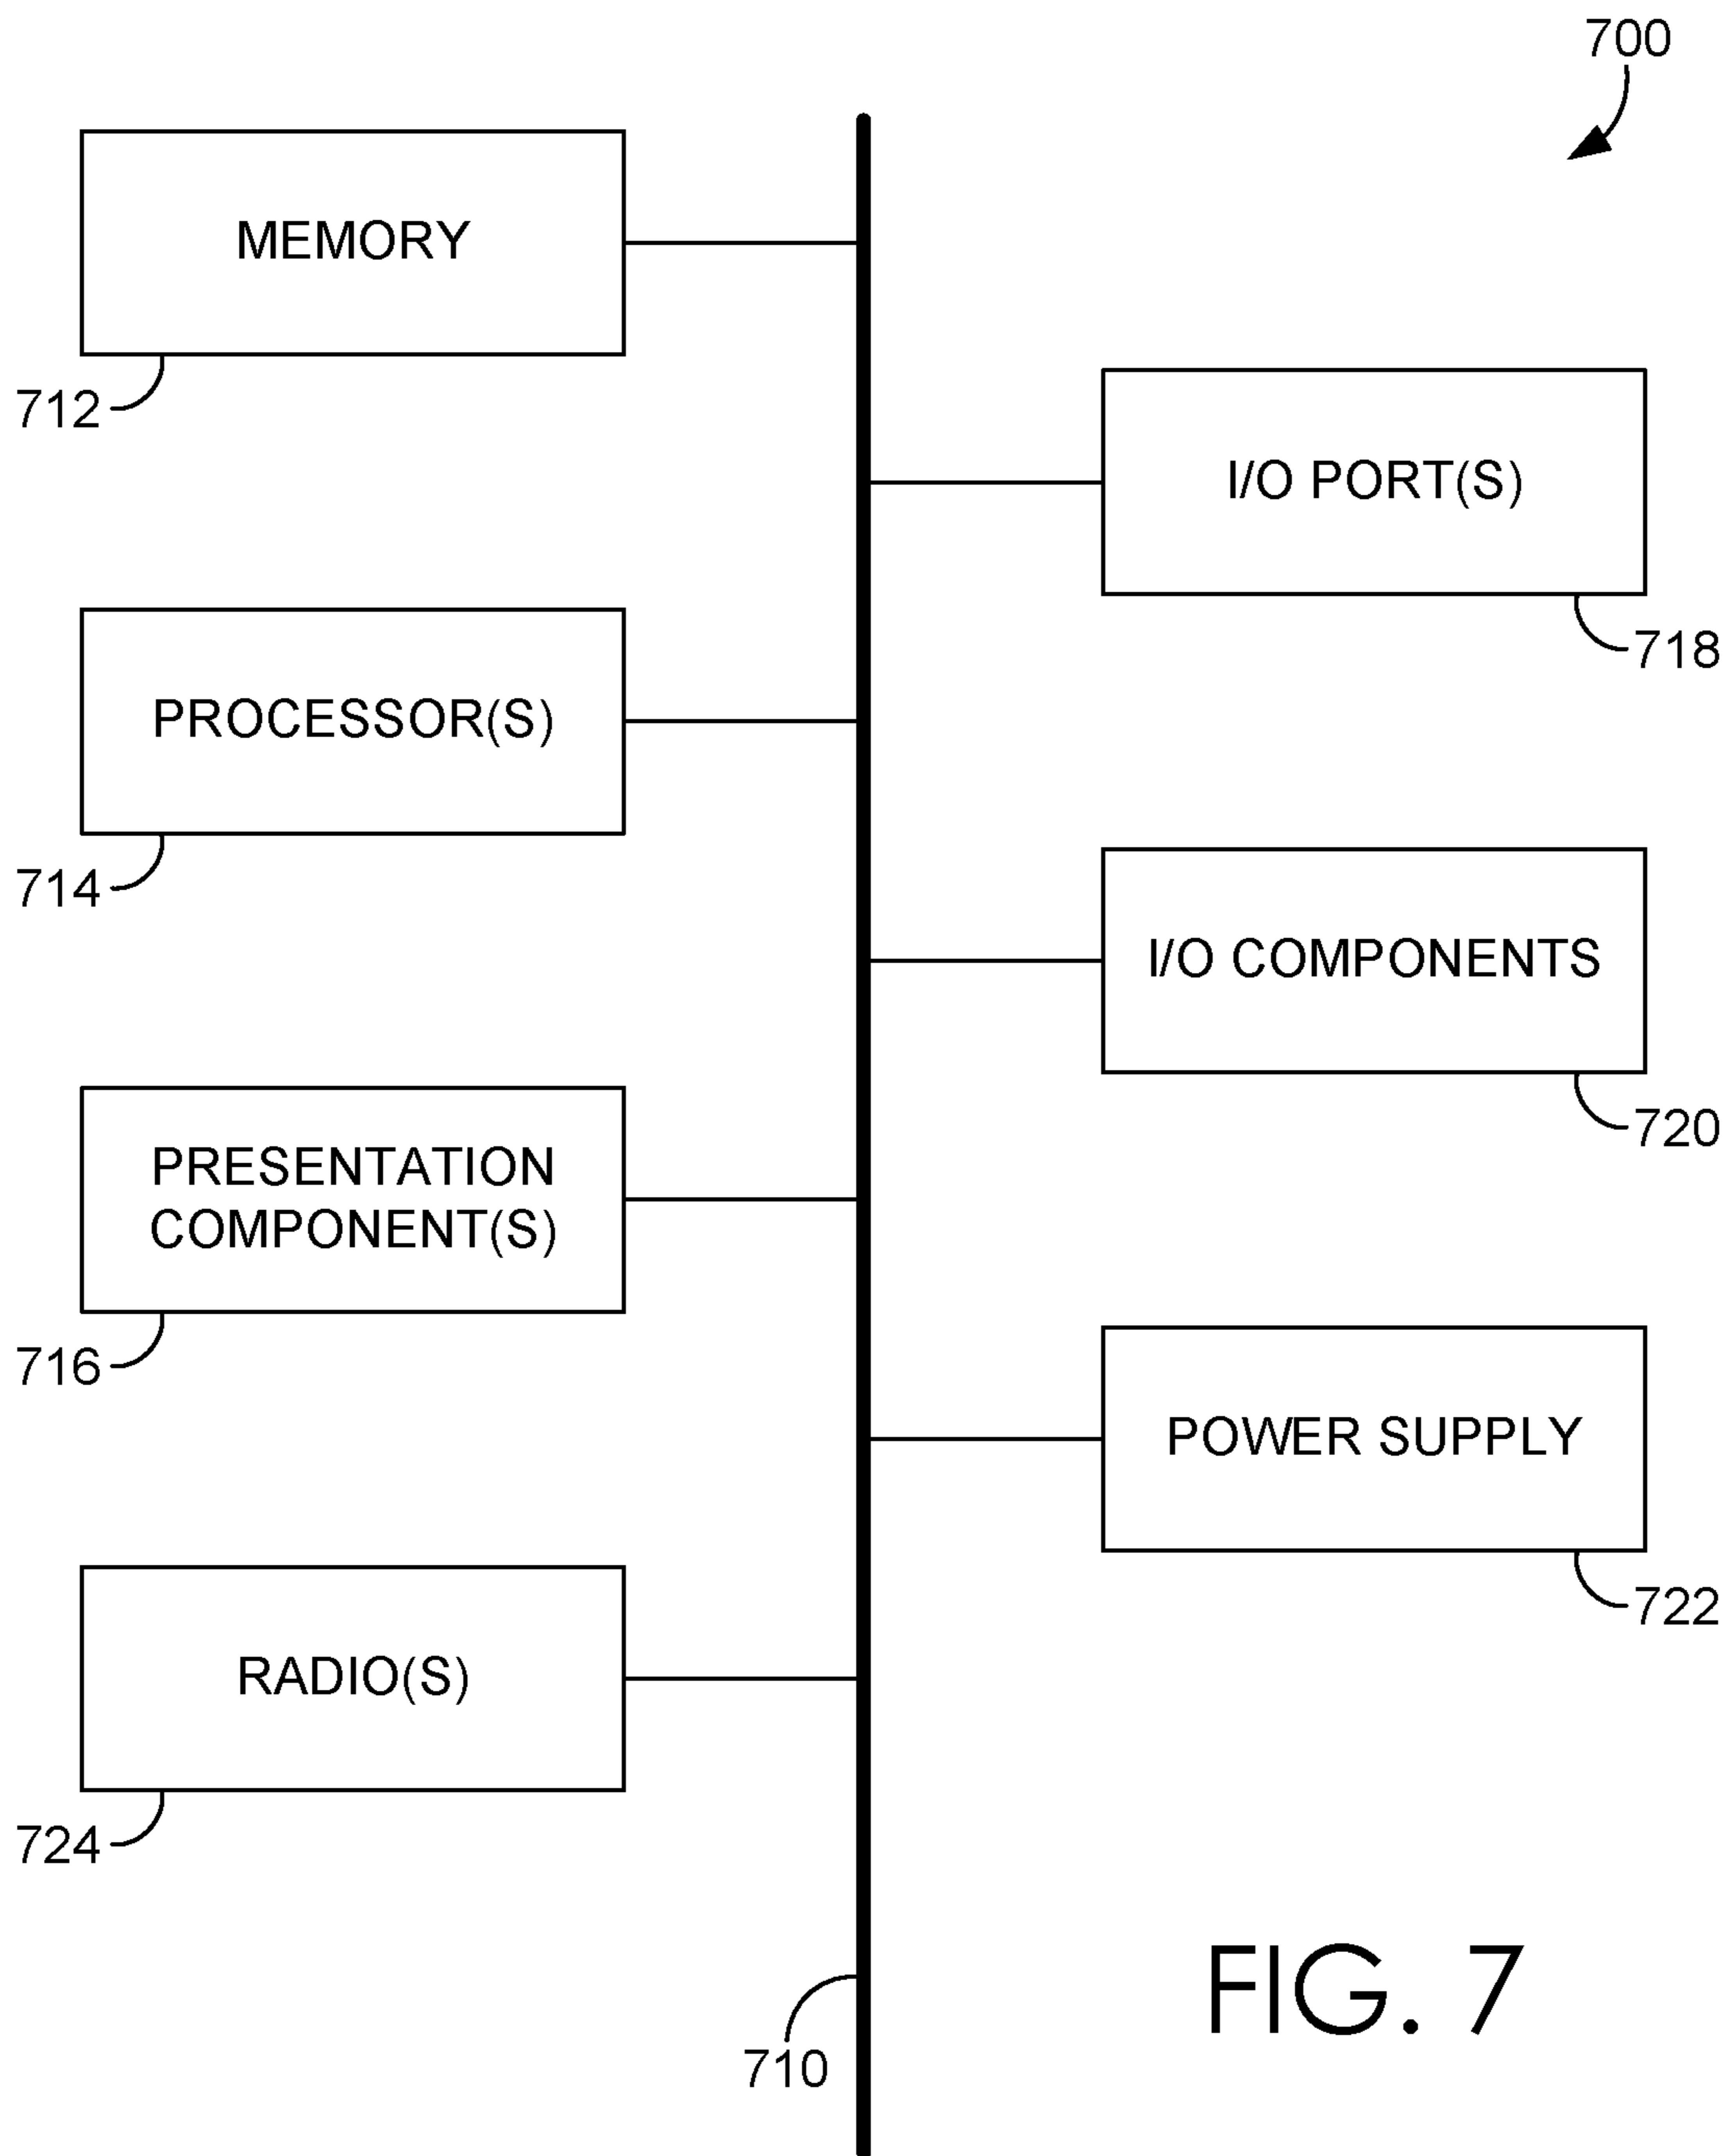 700
MEMORY
712
I/O PORT(S)
718
PROCESSOR(S)
714
I/O COMPONENTS
720
PRESENTATION
COMPONENT(S)
716
POWER SUPPLY
722
RADIO(S)
724
710
FIG. 7